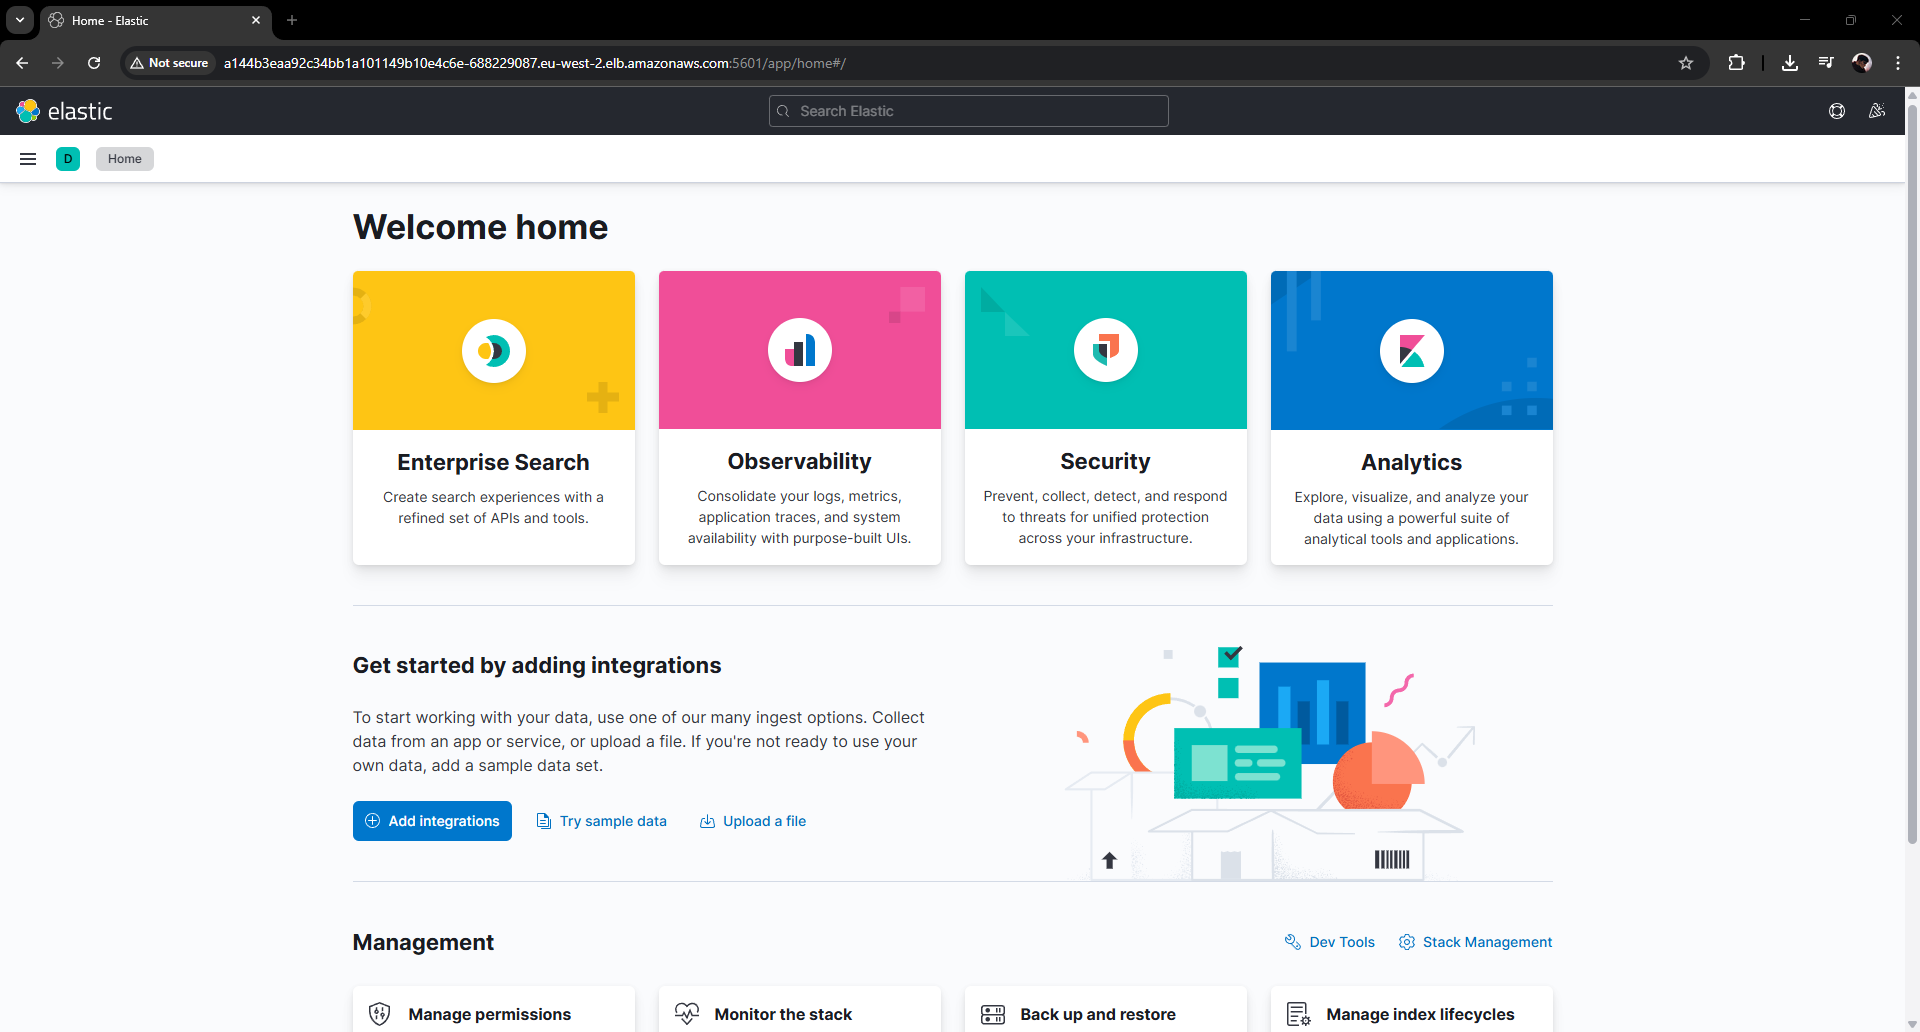 Home - Elastic
Not secure a144b3eaa92c34bb1a101149b10e4c6e-688229087.eu-west-2.elb.amazonaws.com:5601/app/home#/
elastic
Search Elastic
D Home
Welcome home
Enterprise Search
Create search experiences with a
refined set of APIs and tools.
Observability
Consolidate your logs, metrics,
application traces, and system
availability with purpose-built UIs.
Security
Prevent, collect, detect, and respond
to threats for unified protection
across your infrastructure.
Analytics
Explore, visualize, and analyze your
data using a powerful suite of
analytical tools and applications.
Get started by adding integrations
To start working with your data, use one of our many ingest options. Collect
data from an app or service, or upload a file. If you're not ready to use your
own data, add a sample data set.
Add integrations Try sample data Upload a file
Management
Dev Tools Stack Management
Manage permissions Monitor the stack Back up and restore Manage index lifecycles